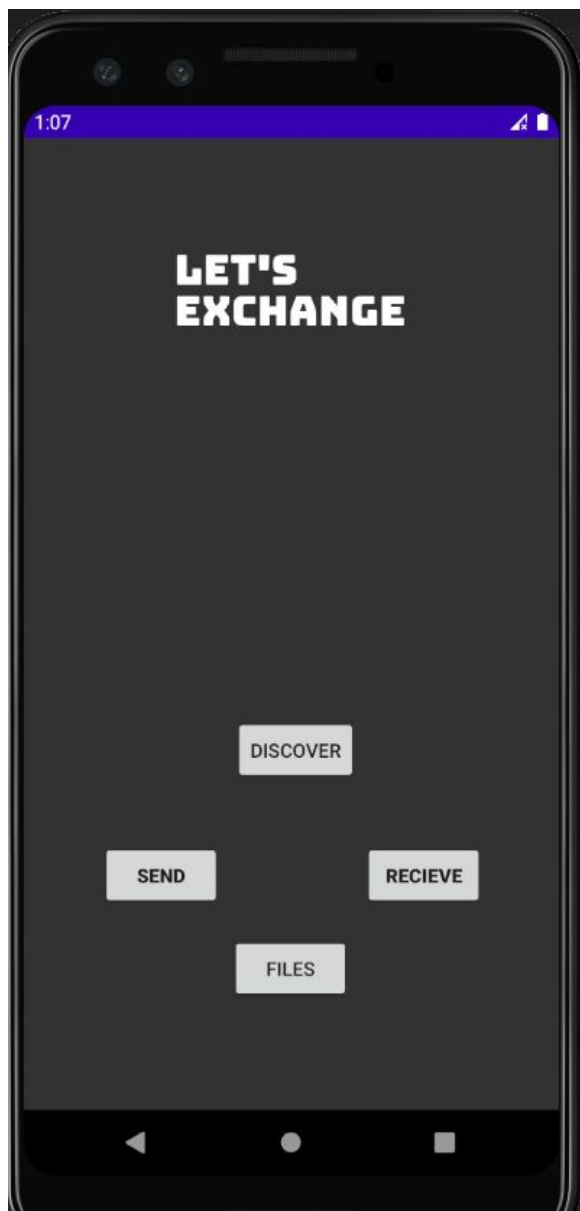 1:07
LET'S
EXCHANGE
DISCOVER
SEND
RECIEVE
FILES